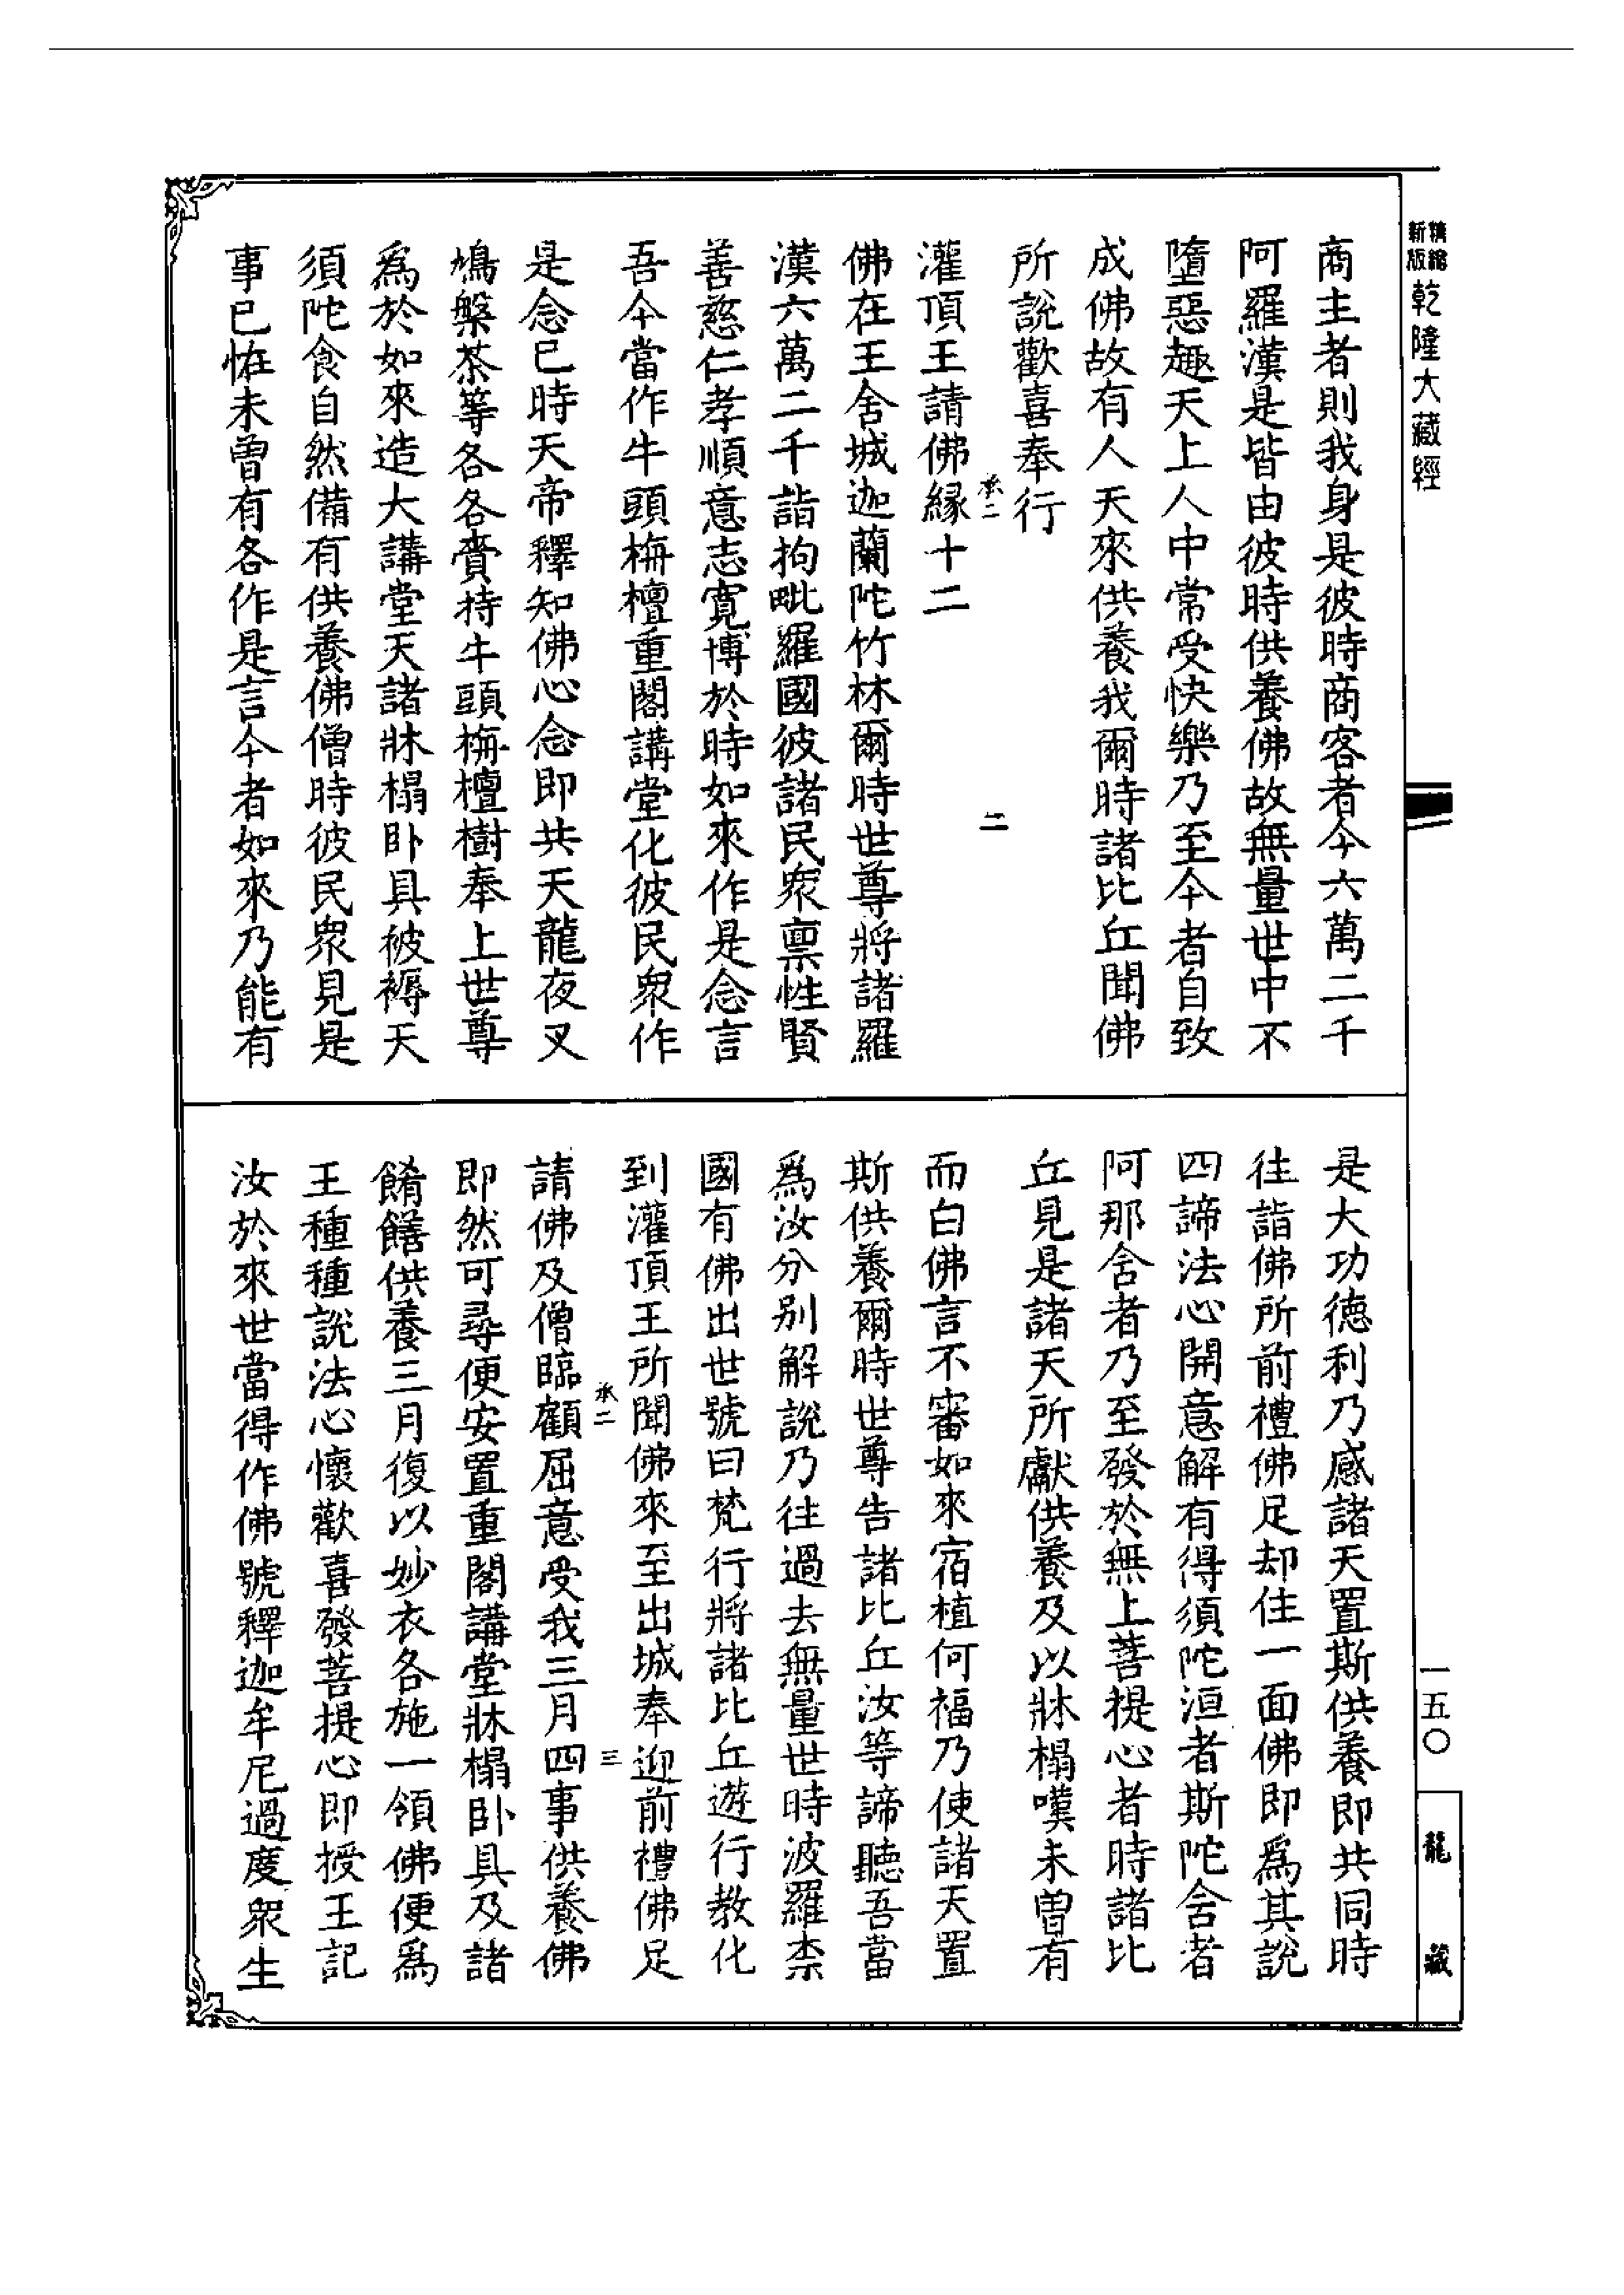 精縮新版乾隆大藏經
商主者則我身是彼時商客者今六萬二千
阿羅漢是皆由彼時供養佛故無量世中不
墮惡趣天上人中常受快樂乃至今者自致
成佛故有人天來供養我爾時諸比丘聞佛
所說歡喜奉行
承二
二
灌頂王請佛緣十二
佛在王舍城迦蘭陀竹林爾時世尊將諸羅
漢六萬二千詣拘毗羅國彼諸民眾稟性賢
善慈仁孝順意志寬博於時如來作是念言
吾今當作牛頭栴檀重閣講堂化彼民眾作
是念已時天帝釋知佛心念即共天龍夜叉
鳩槃茶等各各賫持牛頭栴檀樹奉上世尊
為於如來造大講堂天諸牀榻臥具被褥天
須陀食自然備有供養佛僧時彼民眾見是
事已恠未曾有各作是言今者如來乃能有
是大功德利乃感諸天置斯供養即共同時
往詣佛所前禮佛足却住一面佛即為其說
四諦法心開意解有得須陀洹者斯陀含者
阿那含者乃至發於無上菩提心者時諸比
丘見是諸天所獻供養及以牀榻嘆未曾有
而白佛言不審如來宿植何福乃使諸天置
斯供養爾時世尊告諸比丘汝等諦聽吾當
為汝分別解說乃往過去無量世時波羅柰
國有佛出世號曰梵行將諸比丘遊行教化
到灌頂王所聞佛來至出城奉迎前禮佛足
承二
三
請佛及僧臨顧屈意受我三月四事供養佛
即然可尋便安置重閣講堂牀榻臥具及諸
餚饍供養三月復以妙衣各施一領佛便為
王種種說法心懷歡喜發菩提心即授王記
汝於來世當得作佛號釋迦牟尼過度眾生
一五〇
龍藏